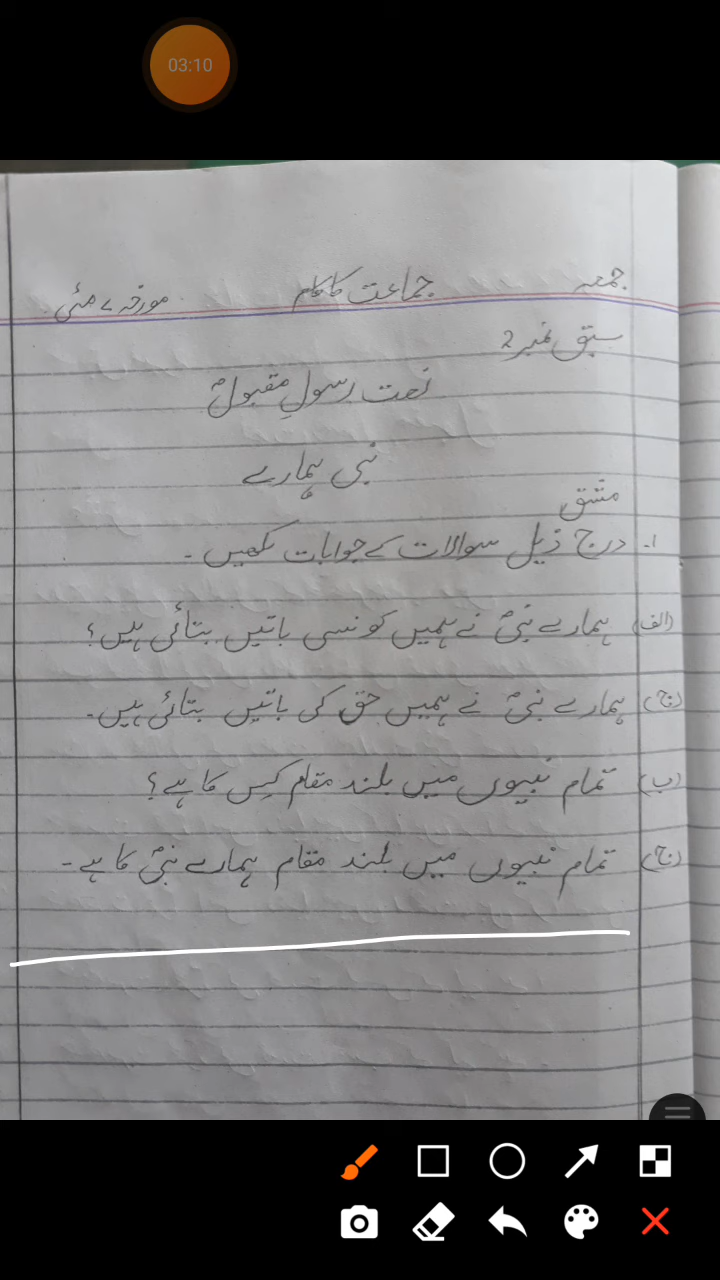 03:10
جمعہ جماعت کا کام مورخہ ے مئی
سبق نمبر 2
نعت رسولِ مقبولؐ
نبی ہمارے
مشق
۱۔ درج ذیل سوالات کے جوابات لکھیں۔
(الف) ہمارے نبیؐ نے ہمیں کونسی باتیں بتائی ہیں؟
(ج) ہمارے نبیؐ نے ہمیں حق کی باتیں بتائی ہیں۔
(ب) تمام نبیوں میں بلند مقام کِس کا ہے؟
(ج) تمام نبیوں میں بلند مقام ہمارے نبیؐ کا ہے۔